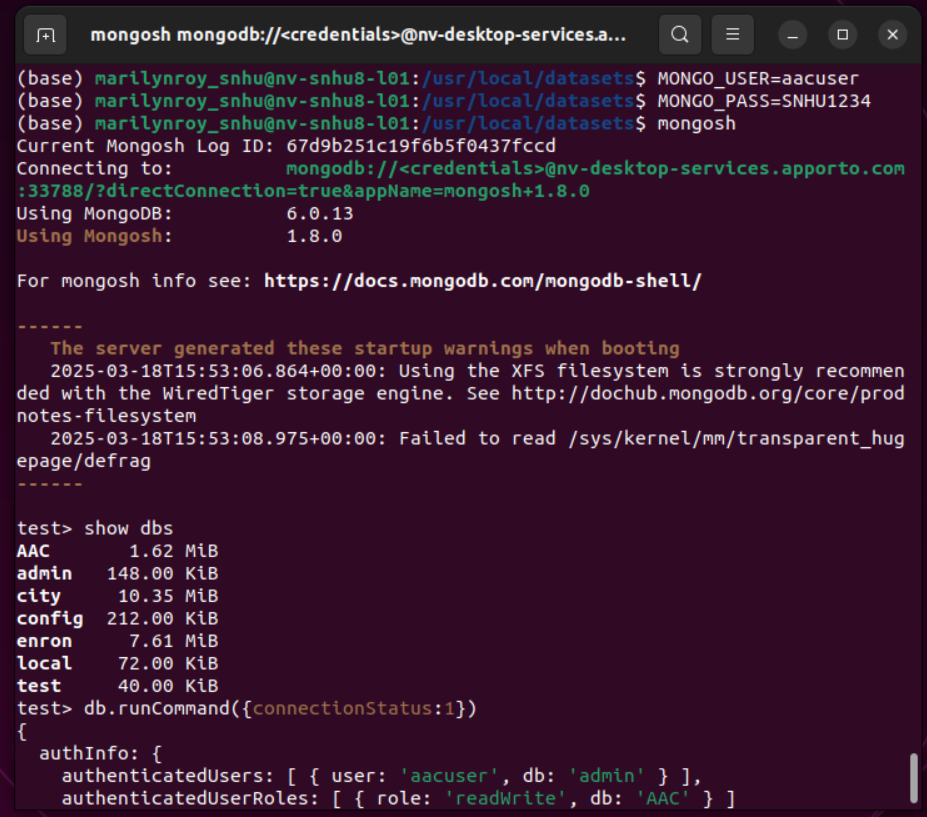 mongosh mongodb://<credentials>@nv-desktop-services.a...
(base) marilynroy_snhu@nv-snhu8-l01:/usr/local/datasets$ MONGO_USER=aacuser
(base) marilynroy_snhu@nv-snhu8-l01:/usr/local/datasets$ MONGO_PASS=SNHU1234
(base) marilynroy_snhu@nv-snhu8-l01:/usr/local/datasets$ mongosh
Current Mongosh Log ID: 67d9b251c19f6b5f0437fccd
Connecting to:          mongodb://<credentials>@nv-desktop-services.apporto.com
:33788/?directConnection=true&appName=mongosh+1.8.0
Using MongoDB:          6.0.13
Using Mongosh:          1.8.0
For mongosh info see: https://docs.mongodb.com/mongodb-shell/
------
   The server generated these startup warnings when booting
   2025-03-18T15:53:06.864+00:00: Using the XFS filesystem is strongly recommen
ded with the WiredTiger storage engine. See http://dochub.mongodb.org/core/prod
notes-filesystem
   2025-03-18T15:53:08.975+00:00: Failed to read /sys/kernel/mm/transparent_hug
epage/defrag
------
test> show dbs
AAC       1.62 MiB
admin   148.00 KiB
city     10.35 MiB
config  212.00 KiB
enron     7.61 MiB
local    72.00 KiB
test     40.00 KiB
test> db.runCommand({connectionStatus:1})
{
  authInfo: {
    authenticatedUsers: [ { user: 'aacuser', db: 'admin' } ],
    authenticatedUserRoles: [ { role: 'readWrite', db: 'AAC' } ]